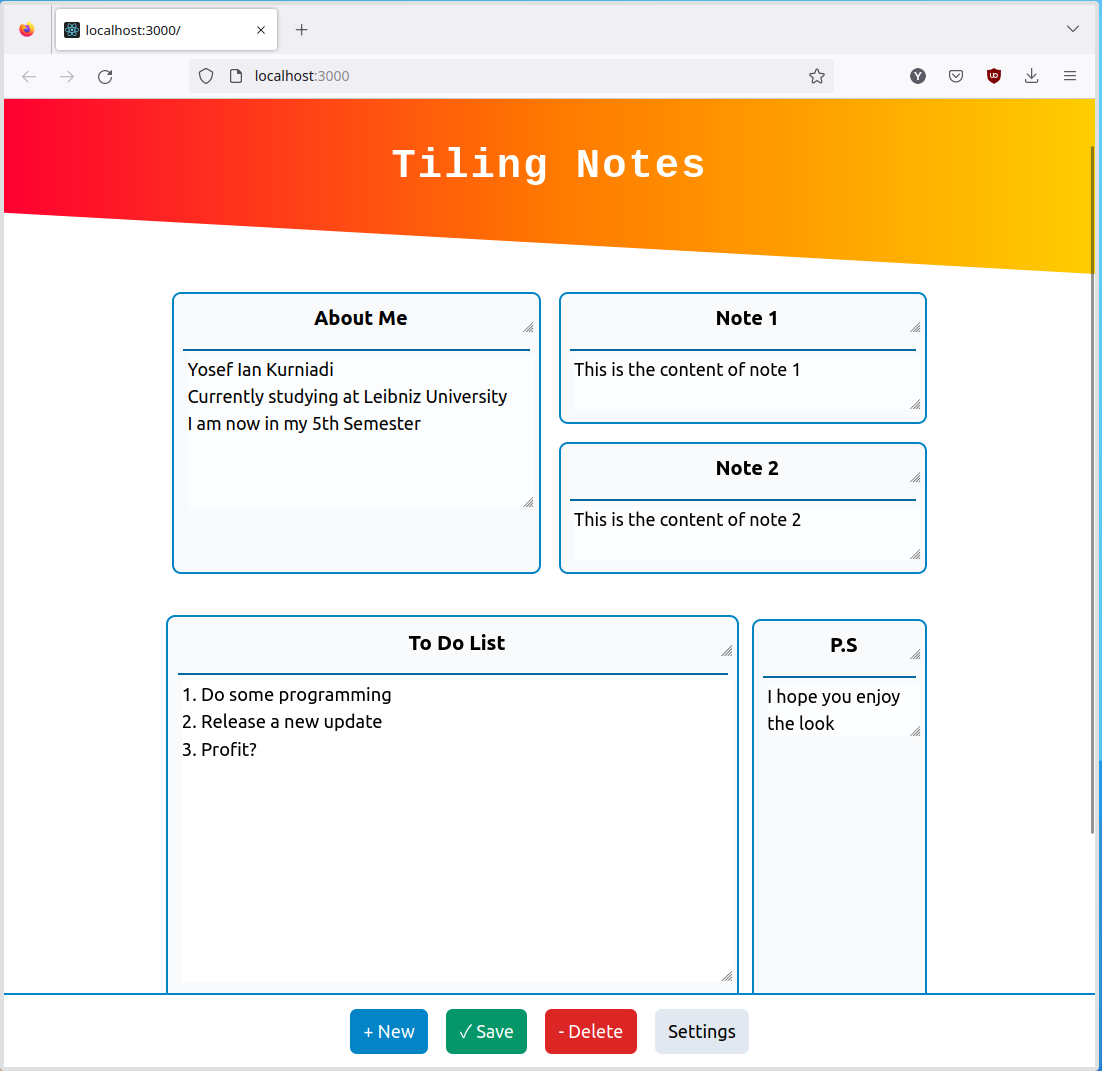 localhost:3000/
localhost:3000
Y
Tiling Notes
About Me
Yosef Ian Kurniadi
Currently studying at Leibniz University
I am now in my 5th Semester
Note 1
This is the content of note 1
Note 2
This is the content of note 2
To Do List
1. Do some programming
2. Release a new update
3. Profit?
P.S
I hope you enjoy
the look
+ New
✓ Save
- Delete
Settings